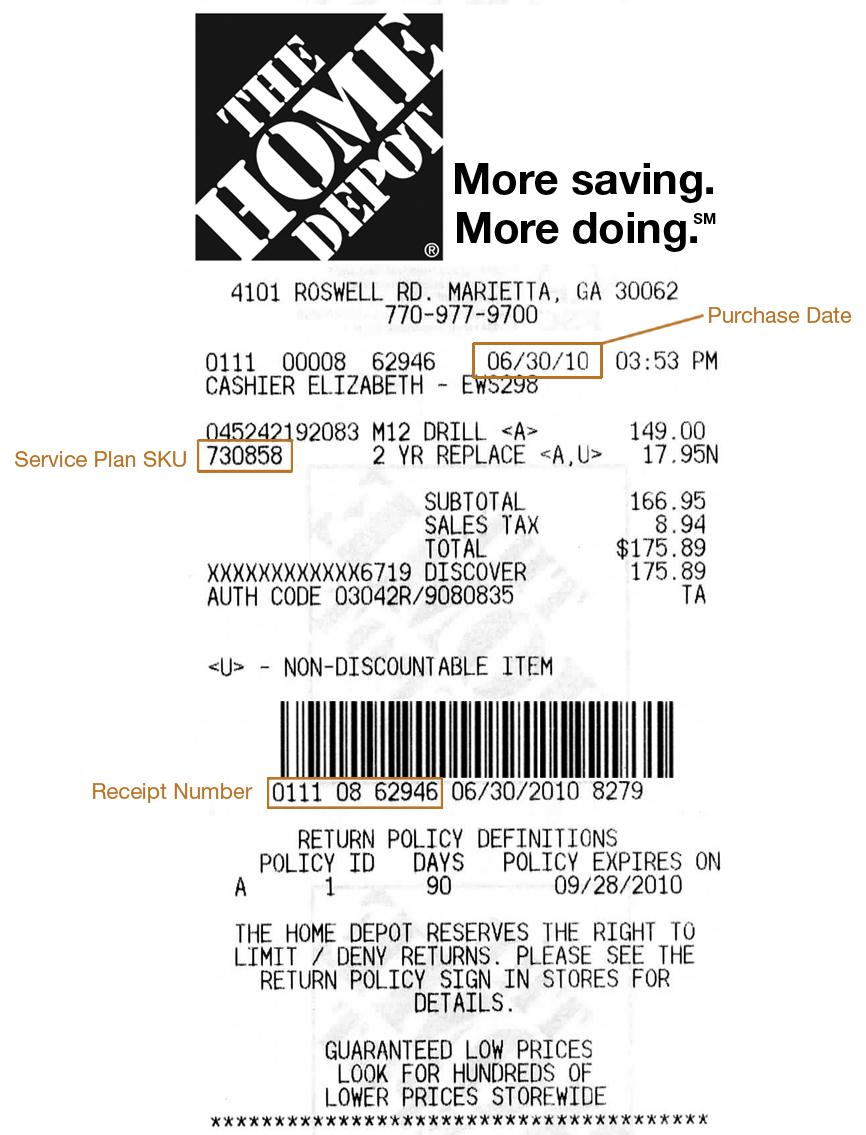 THE
HOME
DEPOT
®
More saving.
More doing.SM
4101 ROSWELL RD. MARIETTA, GA 30062
770-977-9700
Purchase Date
0111 00008 62946 06/30/10 03:53 PM
CASHIER ELIZABETH - EWS298
045242192083 M12 DRILL <A> 149.00
Service Plan SKU 730858 2 YR REPLACE <A,U> 17.95N
SUBTOTAL 166.95
SALES TAX 8.94
TOTAL $175.89
XXXXXXXXXXXX6719 DISCOVER 175.89
AUTH CODE 03042R/9080835 TA
<U> - NON-DISCOUNTABLE ITEM
Receipt Number 0111 08 62946 06/30/2010 8279
RETURN POLICY DEFINITIONS
POLICY ID DAYS POLICY EXPIRES ON
A 1 90 09/28/2010
THE HOME DEPOT RESERVES THE RIGHT TO
LIMIT / DENY RETURNS. PLEASE SEE THE
RETURN POLICY SIGN IN STORES FOR
DETAILS.
GUARANTEED LOW PRICES
LOOK FOR HUNDREDS OF
LOWER PRICES STOREWIDE
***************************************